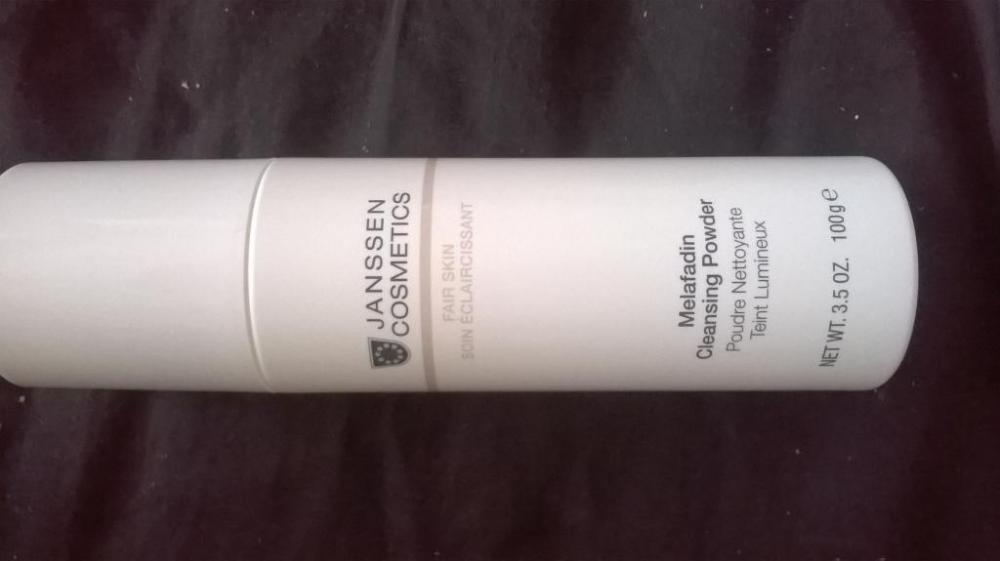 JANSSEN
COSMETICS
FAIR SKIN
SOIN ÉCLAIRCISSANT
Melafadin
Cleansing Powder
Poudre Nettoyante
Teint Lumineux
NET WT. 3.5 OZ. 100g e